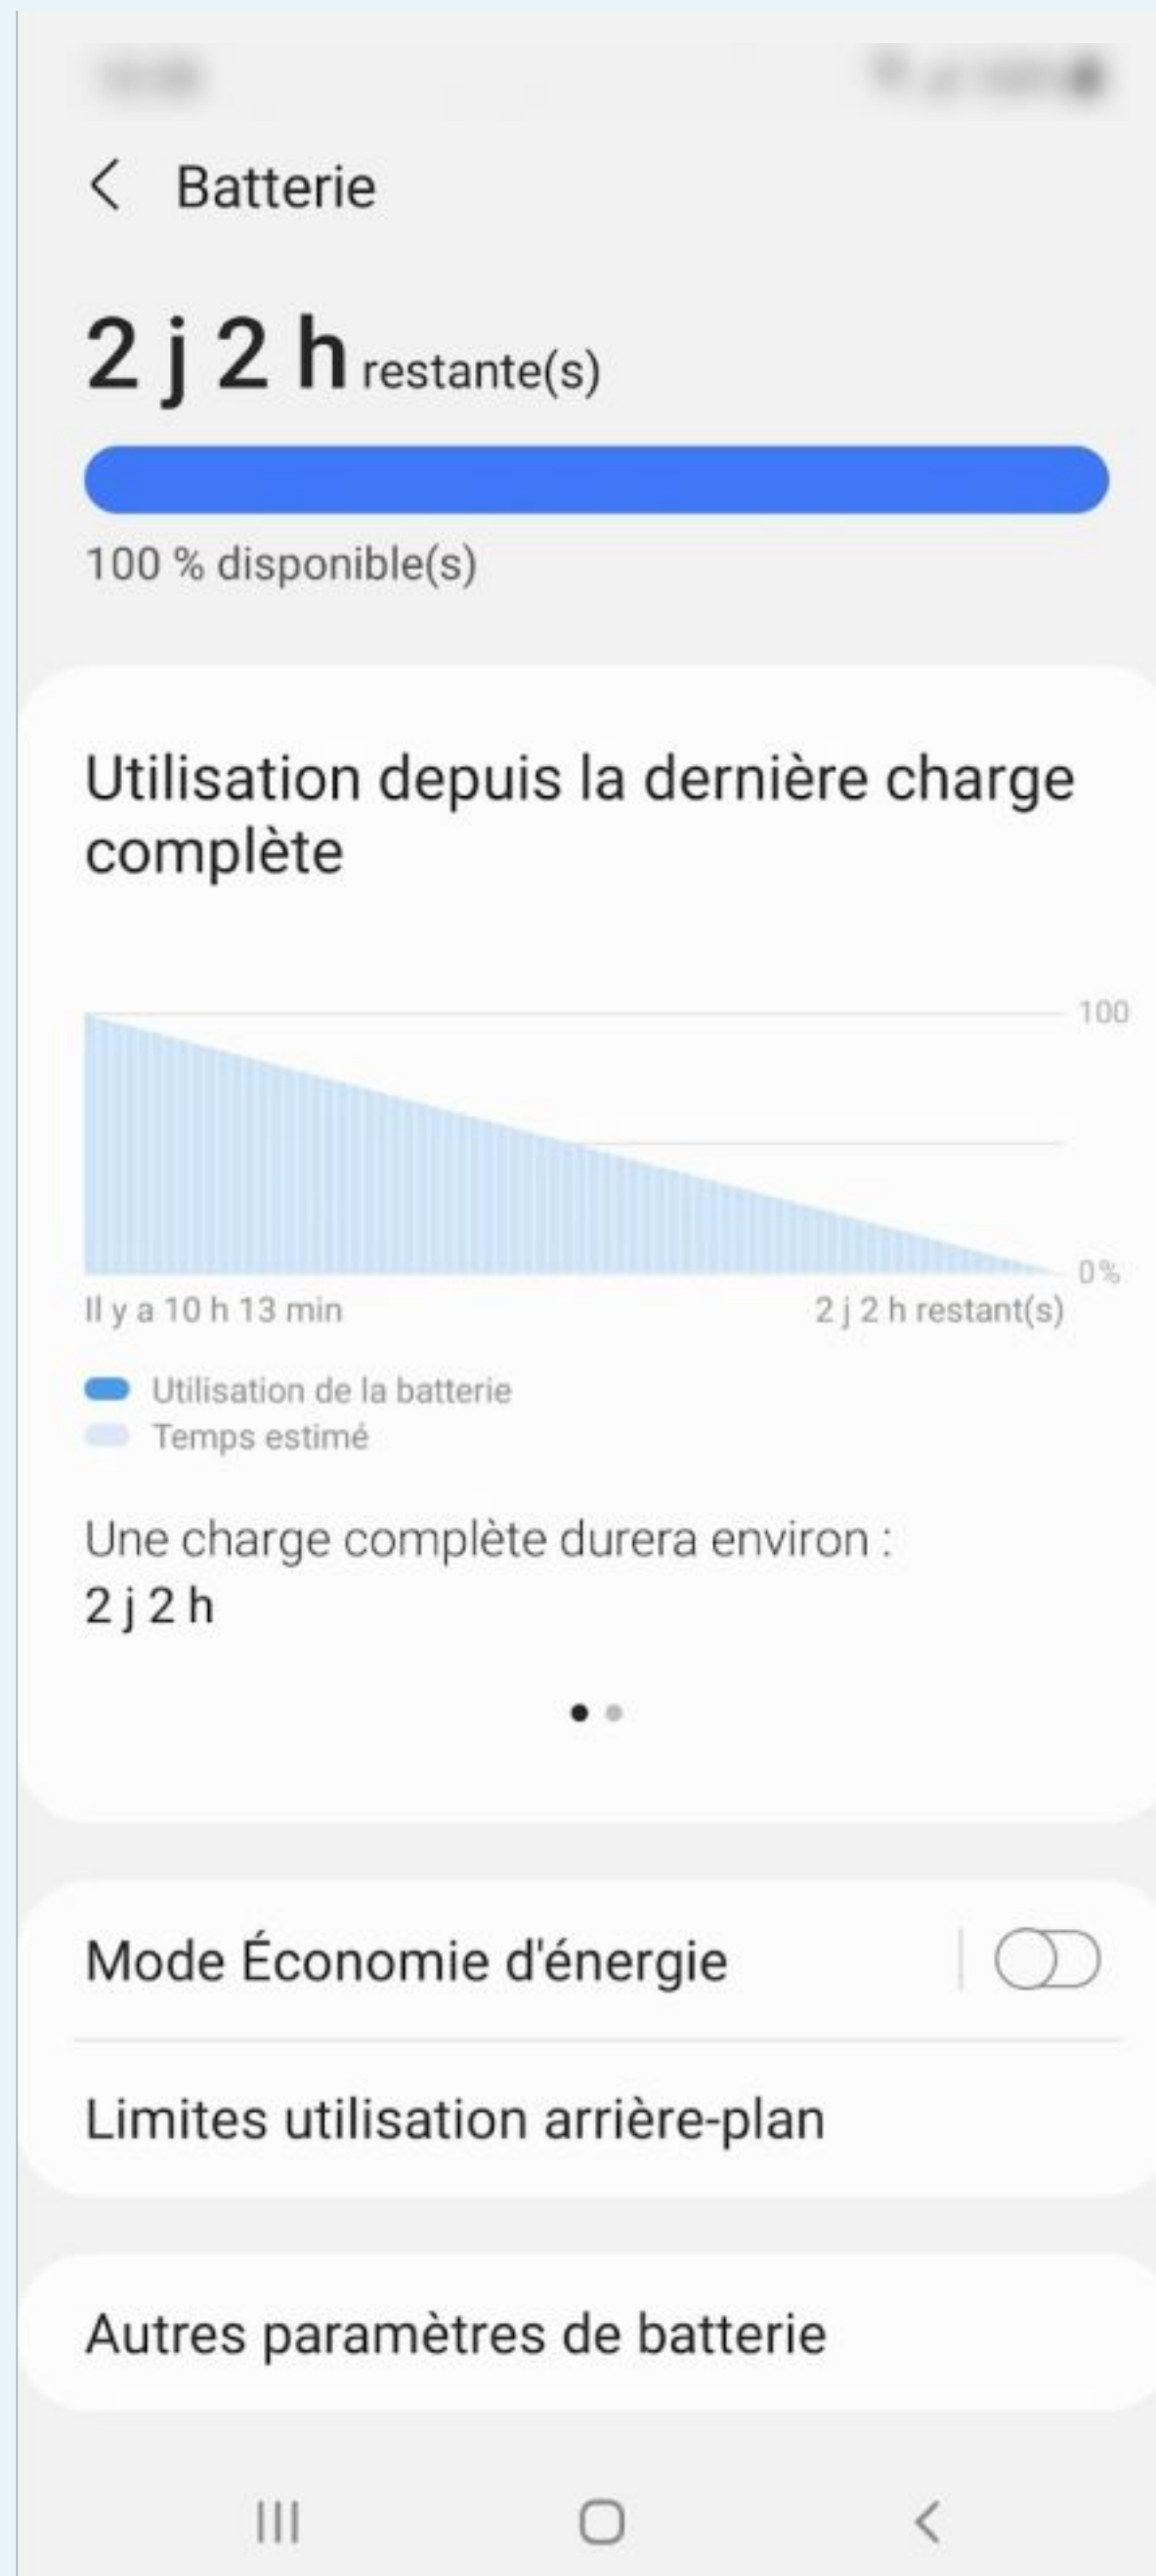 Batterie
2 j 2 h restante(s)
100 % disponible(s)
Utilisation depuis la dernière charge
complète
100
0%
Il y a 10 h 13 min
2 j 2 h restant(s)
Utilisation de la batterie
Temps estimé
Une charge complète durera environ :
2 j 2 h
Mode Économie d'énergie
Limites utilisation arrière-plan
Autres paramètres de batterie